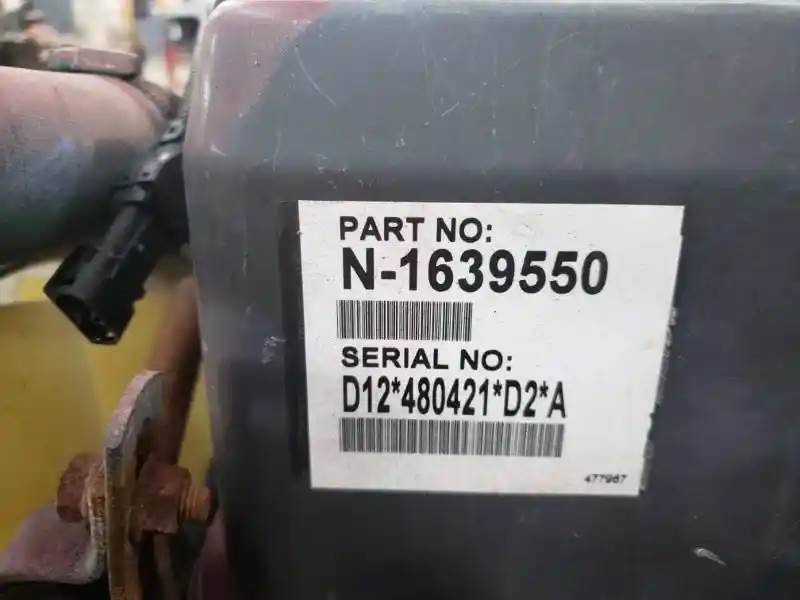 PART NO:
N-1639550
SERIAL NO:
D12*480421*D2*A
477967